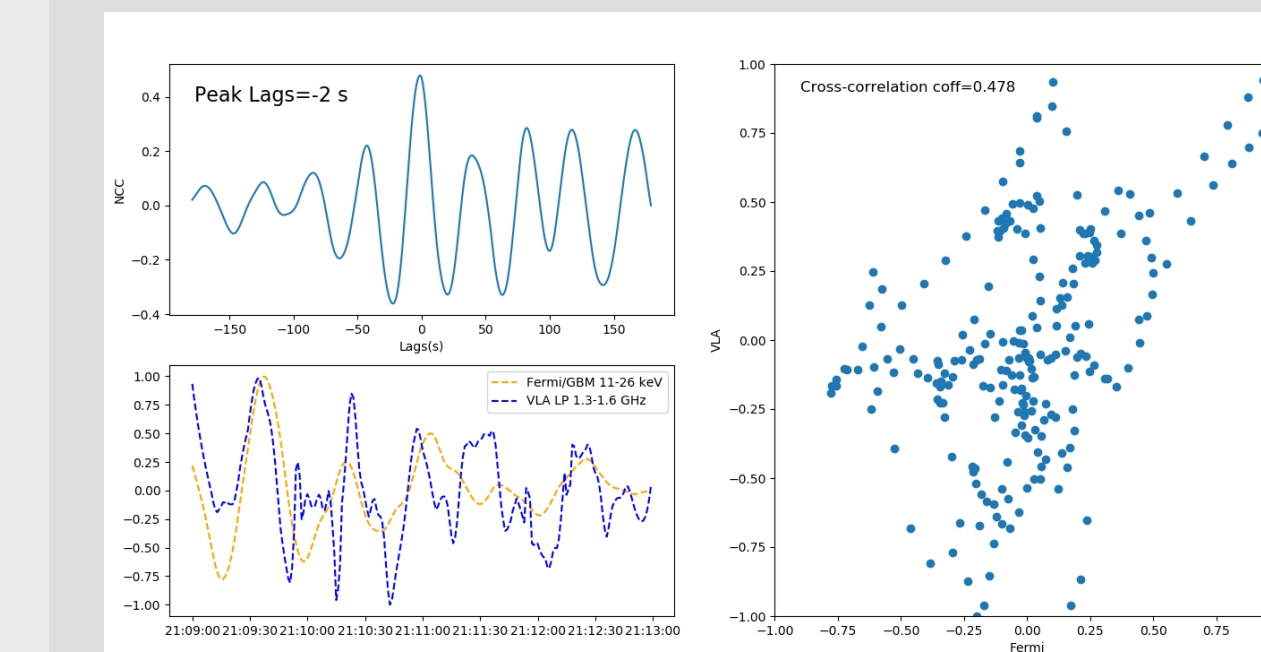 Peak Lags=-2 s
NCC
0.4
0.2
0.0
−0.2
−0.4
−150 −100 −50 0 50 100 150
Lags(s)
Fermi/GBM 11-26 keV
VLA LP 1.3-1.6 GHz
1.00
0.75
0.50
0.25
0.00
−0.25
−0.50
−0.75
−1.00
21:09:00 21:09:30 21:10:00 21:10:30 21:11:00 21:11:30 21:12:00 21:12:30 21:13:00
Cross-correlation coff=0.478
VLA
1.00
0.75
0.50
0.25
0.00
−0.25
−0.50
−0.75
−1.00
−1.00 −0.75 −0.50 −0.25 0.00 0.25 0.50 0.75
Fermi